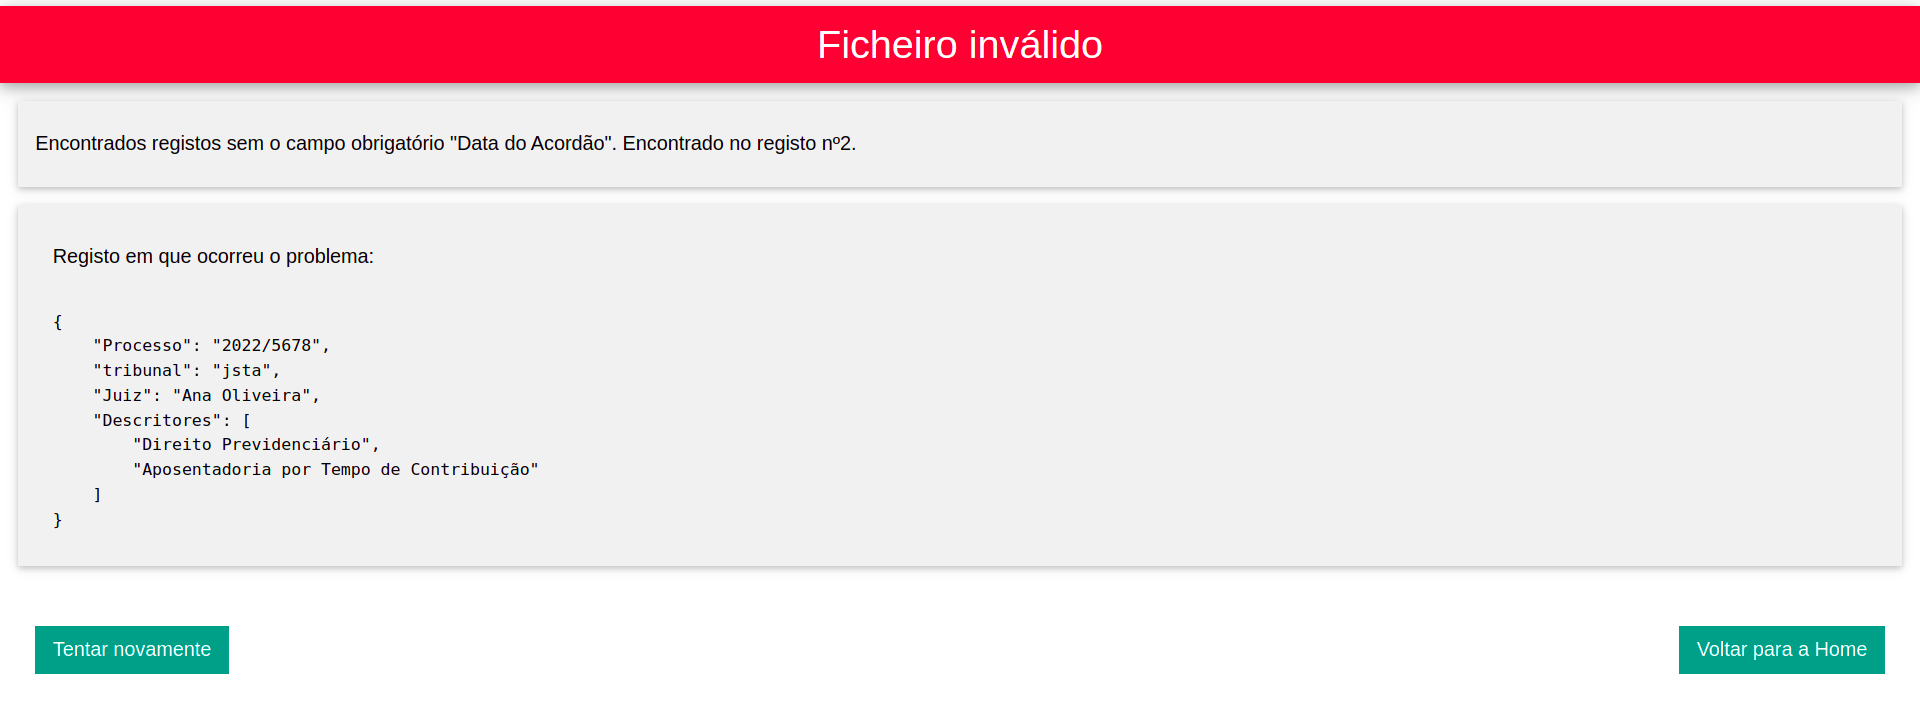 Ficheiro inválido
Encontrados registos sem o campo obrigatório "Data do Acordão". Encontrado no registo nº2.
Registo em que ocorreu o problema:
{
    "Processo": "2022/5678",
    "tribunal": "jsta",
    "Juiz": "Ana Oliveira",
    "Descritores": [
        "Direito Previdenciário",
        "Aposentadoria por Tempo de Contribuição"
    ]
}
Tentar novamente
Voltar para a Home